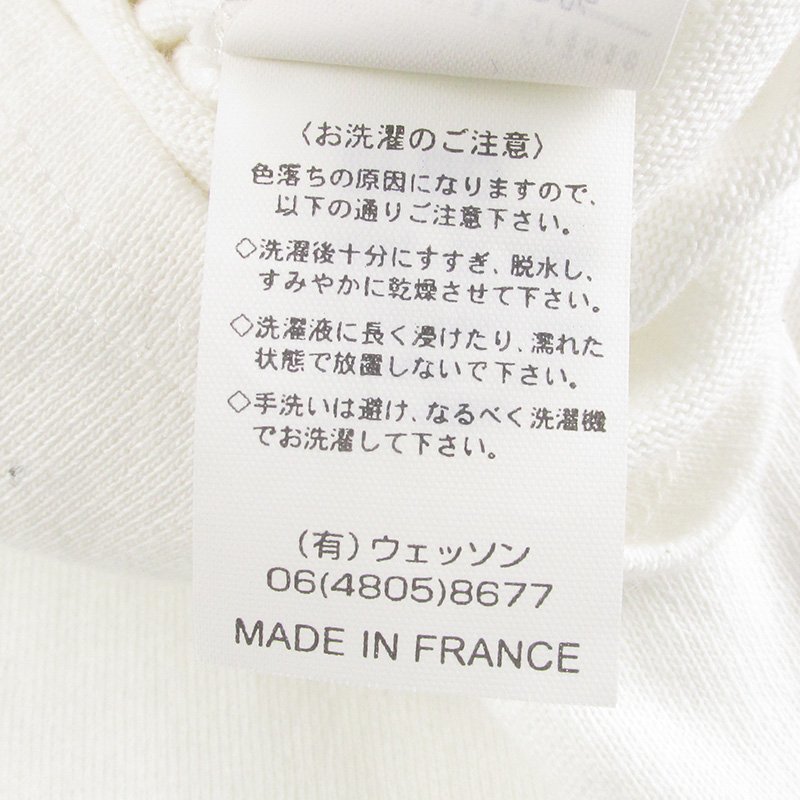 〈お洗濯のご注意〉
色落ちの原因になりますので、
以下の通りご注意下さい。
◇洗濯後十分にすすぎ、脱水し、
すみやかに乾燥させて下さい。
◇洗濯液に長く浸けたり、濡れた
状態で放置しないで下さい。
◇手洗いは避け、なるべく洗濯機
でお洗濯して下さい。
(有)ウェッソン
06(4805)8677
MADE IN FRANCE